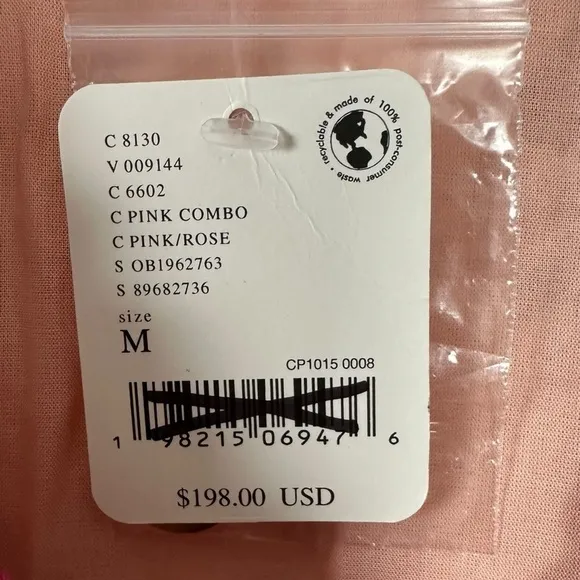 C 8130
V 009144
C 6602
C PINK COMBO
C PINK/ROSE
S OB1962763
S 89682736
size
M
recyclable & made of 100% post-consumer waste •
CP1015 0008
1 98215 06947 6
$198.00 USD